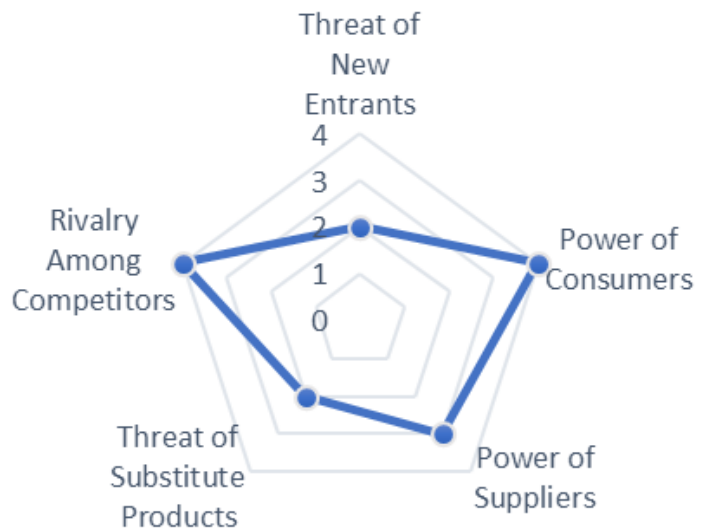 Threat of
New
Entrants
4
3
2
1
0
Power of
Consumers
Power of
Suppliers
Threat of
Substitute
Products
Rivalry
Among
Competitors